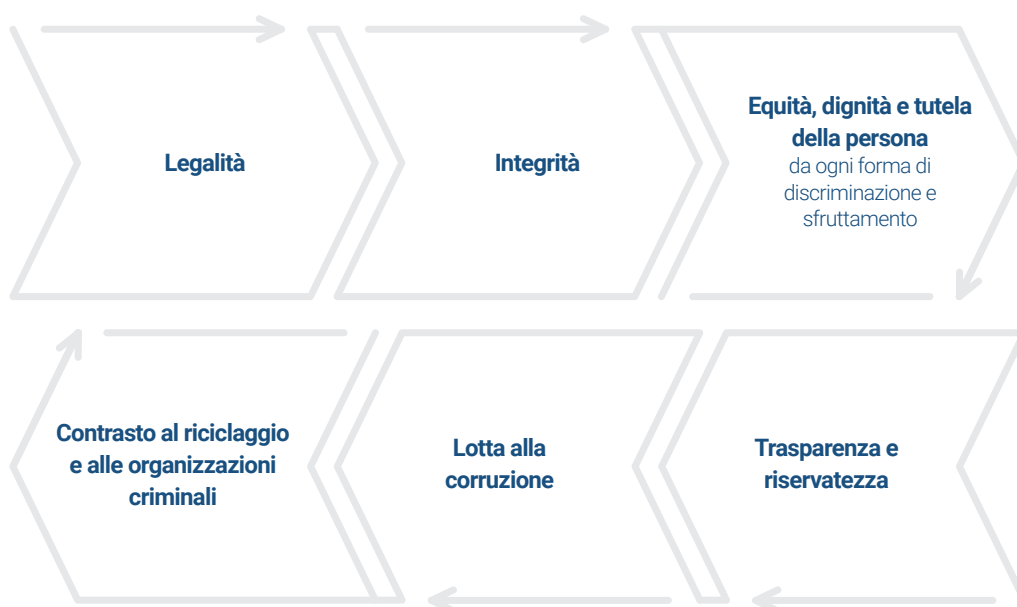 Legalità
Integrità
Equità, dignità e tutela
della persona
da ogni forma di
discriminazione e
sfruttamento
Contrasto al riciclaggio
e alle organizzazioni
criminali
Lotta alla
corruzione
Trasparenza e
riservatezza